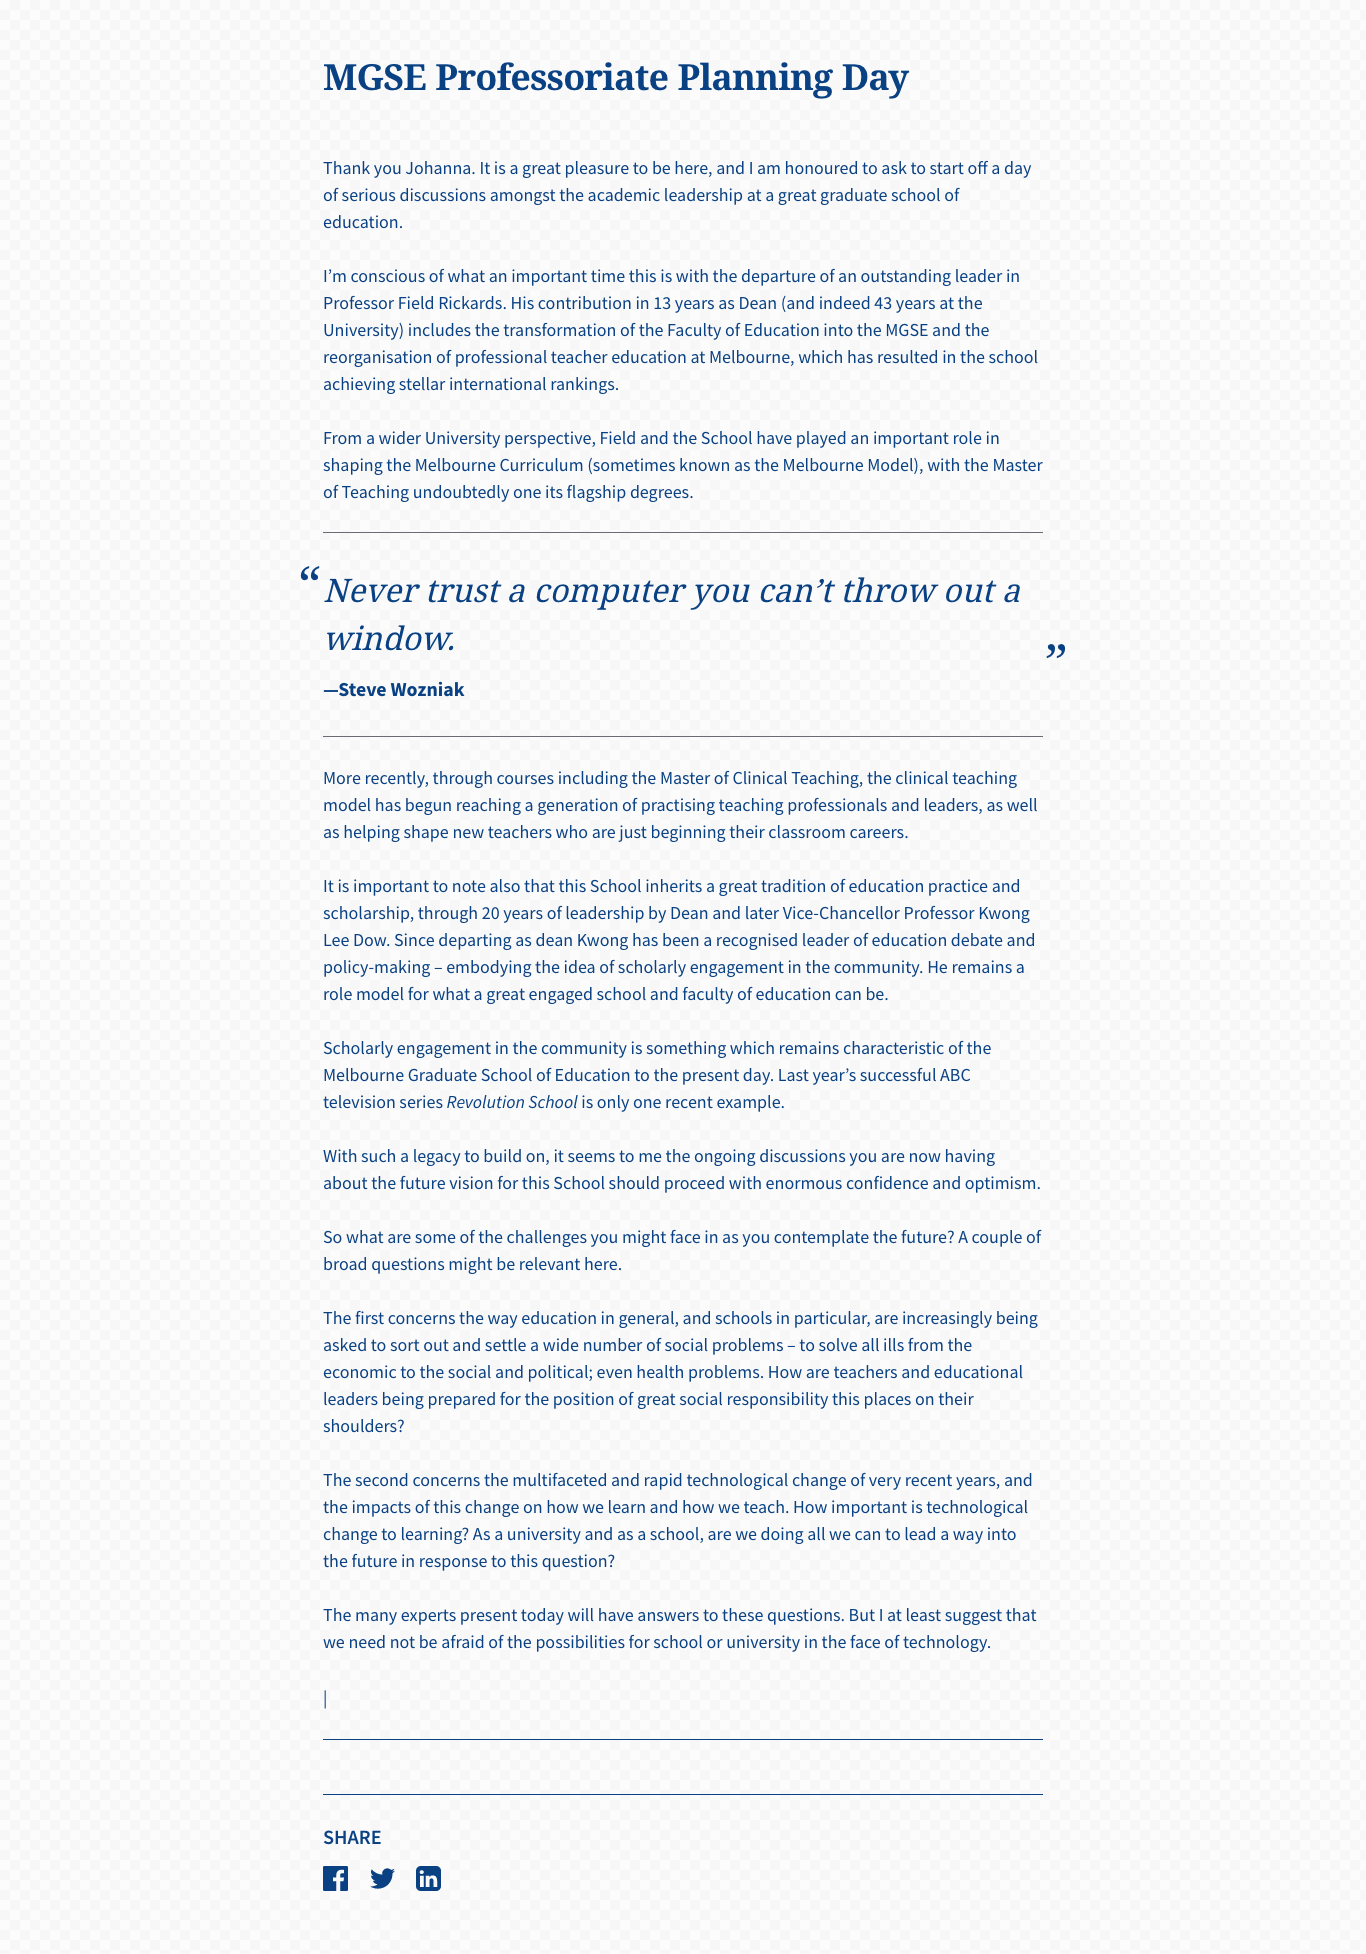 MGSE Professoriate Planning Day
Thank you Johanna. It is a great pleasure to be here, and I am honoured to ask to start off a day
of serious discussions amongst the academic leadership at a great graduate school of
education.
I’m conscious of what an important time this is with the departure of an outstanding leader in
Professor Field Rickards. His contribution in 13 years as Dean (and indeed 43 years at the
University) includes the transformation of the Faculty of Education into the MGSE and the
reorganisation of professional teacher education at Melbourne, which has resulted in the school
achieving stellar international rankings.
From a wider University perspective, Field and the School have played an important role in
shaping the Melbourne Curriculum (sometimes known as the Melbourne Model), with the Master
of Teaching undoubtedly one its flagship degrees.
“Never trust a computer you can’t throw out a
window.”
—Steve Wozniak
More recently, through courses including the Master of Clinical Teaching, the clinical teaching
model has begun reaching a generation of practising teaching professionals and leaders, as well
as helping shape new teachers who are just beginning their classroom careers.
It is important to note also that this School inherits a great tradition of education practice and
scholarship, through 20 years of leadership by Dean and later Vice-Chancellor Professor Kwong
Lee Dow. Since departing as dean Kwong has been a recognised leader of education debate and
policy-making – embodying the idea of scholarly engagement in the community. He remains a
role model for what a great engaged school and faculty of education can be.
Scholarly engagement in the community is something which remains characteristic of the
Melbourne Graduate School of Education to the present day. Last year’s successful ABC
television series Revolution School is only one recent example.
With such a legacy to build on, it seems to me the ongoing discussions you are now having
about the future vision for this School should proceed with enormous confidence and optimism.
So what are some of the challenges you might face in as you contemplate the future? A couple of
broad questions might be relevant here.
The first concerns the way education in general, and schools in particular, are increasingly being
asked to sort out and settle a wide number of social problems – to solve all ills from the
economic to the social and political; even health problems. How are teachers and educational
leaders being prepared for the position of great social responsibility this places on their
shoulders?
The second concerns the multifaceted and rapid technological change of very recent years, and
the impacts of this change on how we learn and how we teach. How important is technological
change to learning? As a university and as a school, are we doing all we can to lead a way into
the future in response to this question?
The many experts present today will have answers to these questions. But I at least suggest that
we need not be afraid of the possibilities for school or university in the face of technology.
|
SHARE